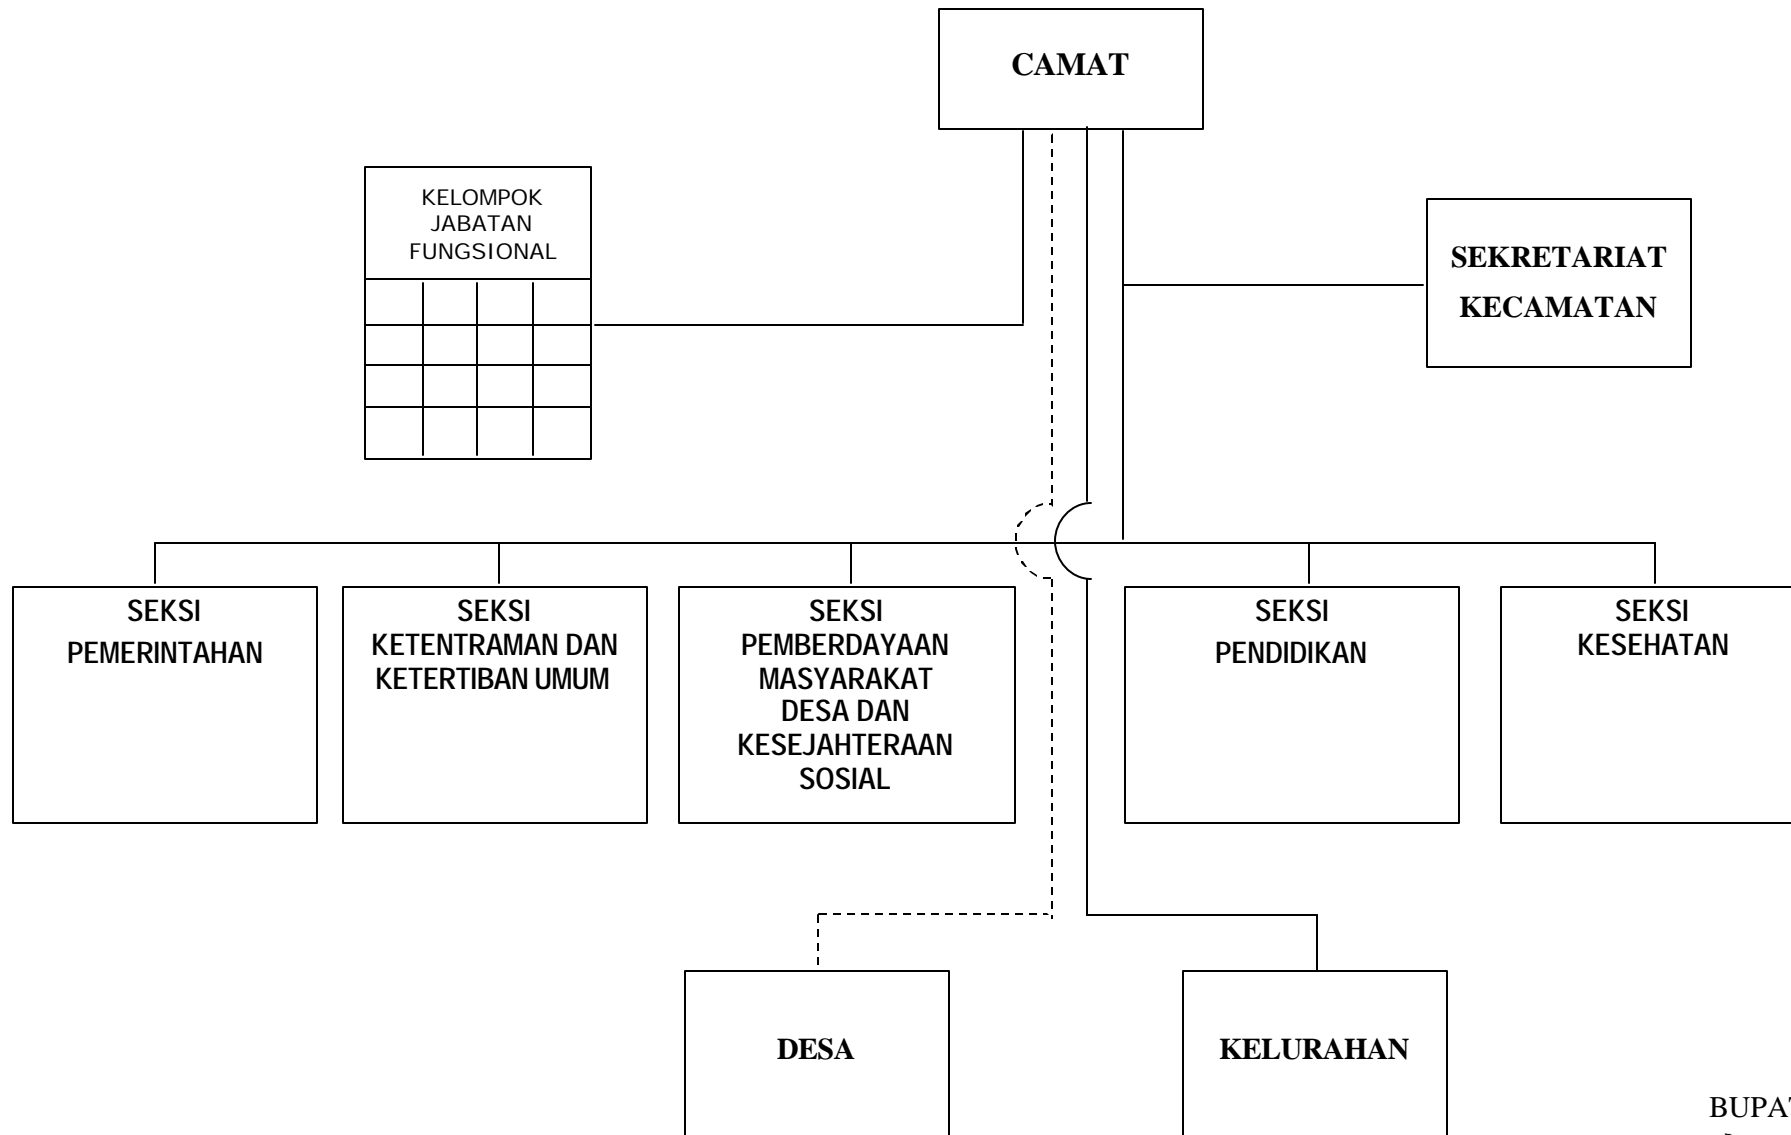 CAMAT
KELOMPOK
JABATAN
FUNGSIONAL
SEKRETARIAT
KECAMATAN
SEKSI
PEMERINTAHAN
SEKSI
KETENTRAMAN DAN
KETERTIBAN UMUM
SEKSI
PEMBERDAYAAN
MASYARAKAT
DESA DAN
KESEJAHTERAAN
SOSIAL
SEKSI
PENDIDIKAN
SEKSI
KESEHATAN
DESA
KELURAHAN